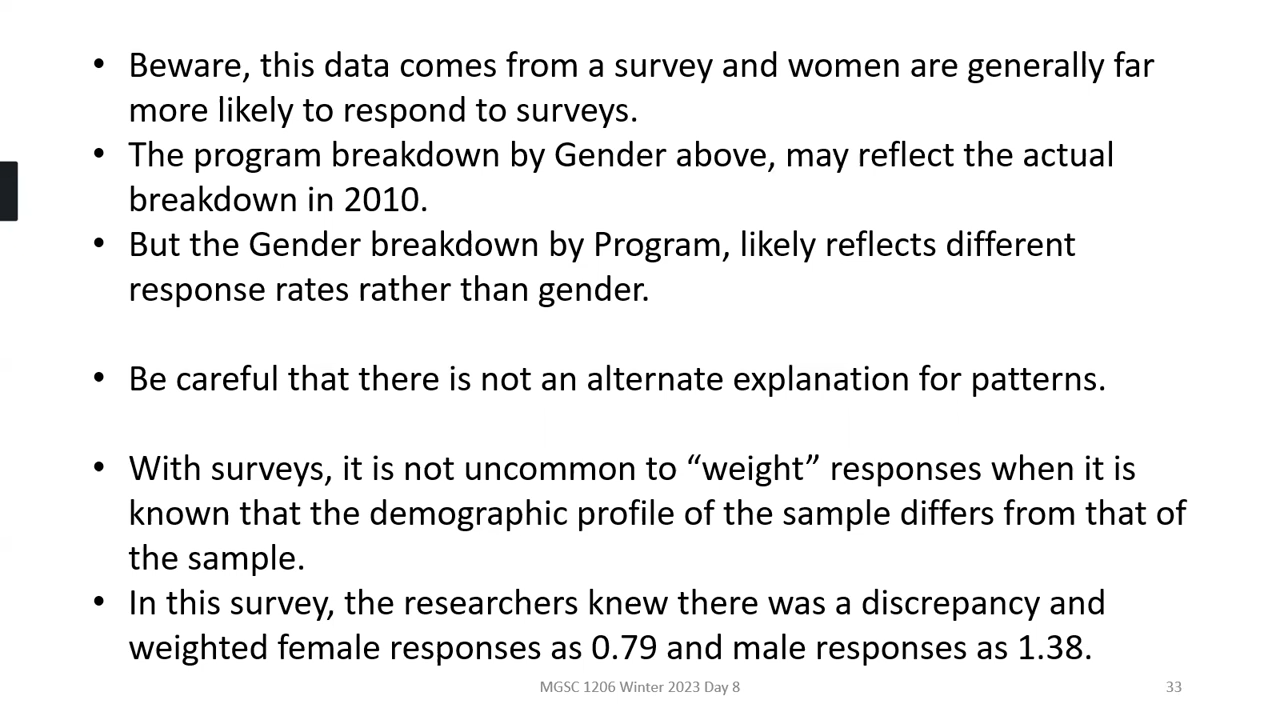 • Beware, this data comes from a survey and women are generally far
more likely to respond to surveys.
• The program breakdown by Gender above, may reflect the actual
breakdown in 2010.
• But the Gender breakdown by Program, likely reflects different
response rates rather than gender.
• Be careful that there is not an alternate explanation for patterns.
• With surveys, it is not uncommon to “weight” responses when it is
known that the demographic profile of the sample differs from that of
the sample.
• In this survey, the researchers knew there was a discrepancy and
weighted female responses as 0.79 and male responses as 1.38.
MGSC 1206 Winter 2023 Day 8
33